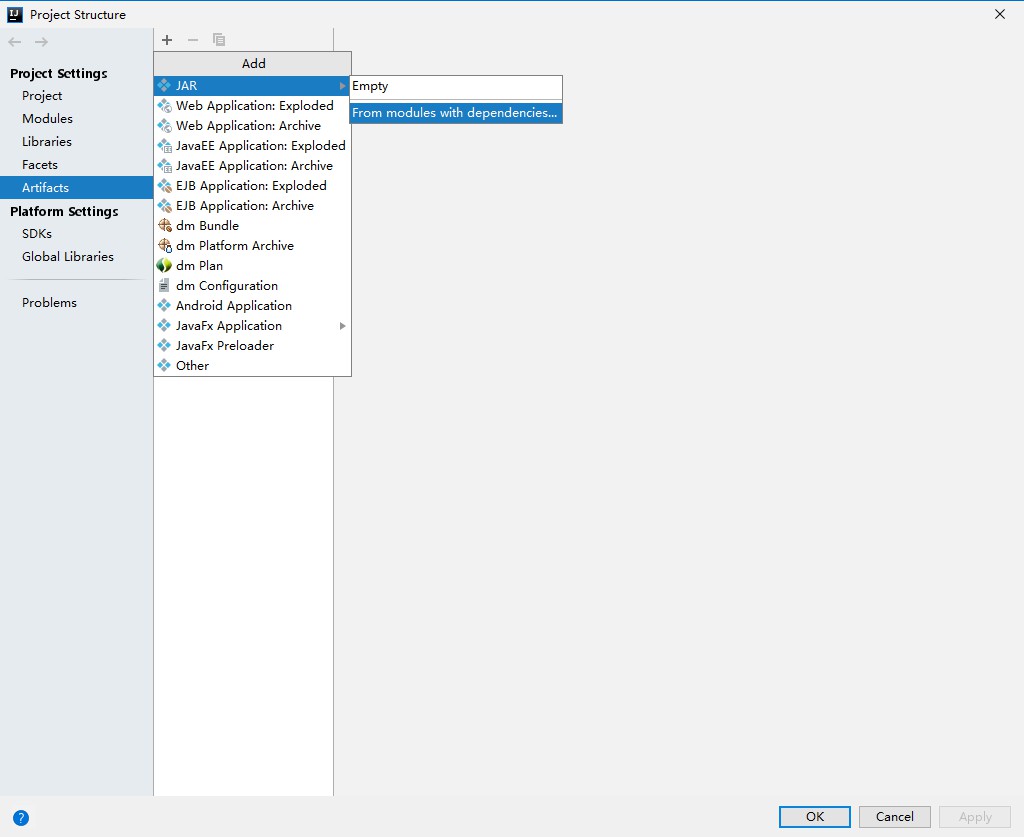 Project Structure
Project Settings
Project
Modules
Libraries
Facets
Artifacts
Platform Settings
SDKs
Global Libraries
Problems
Add
JAR
Web Application: Exploded
Web Application: Archive
JavaEE Application: Exploded
JavaEE Application: Archive
EJB Application: Exploded
EJB Application: Archive
dm Bundle
dm Platform Archive
dm Plan
dm Configuration
Android Application
JavaFx Application
JavaFx Preloader
Other
Empty
From modules with dependencies...
OK Cancel Apply